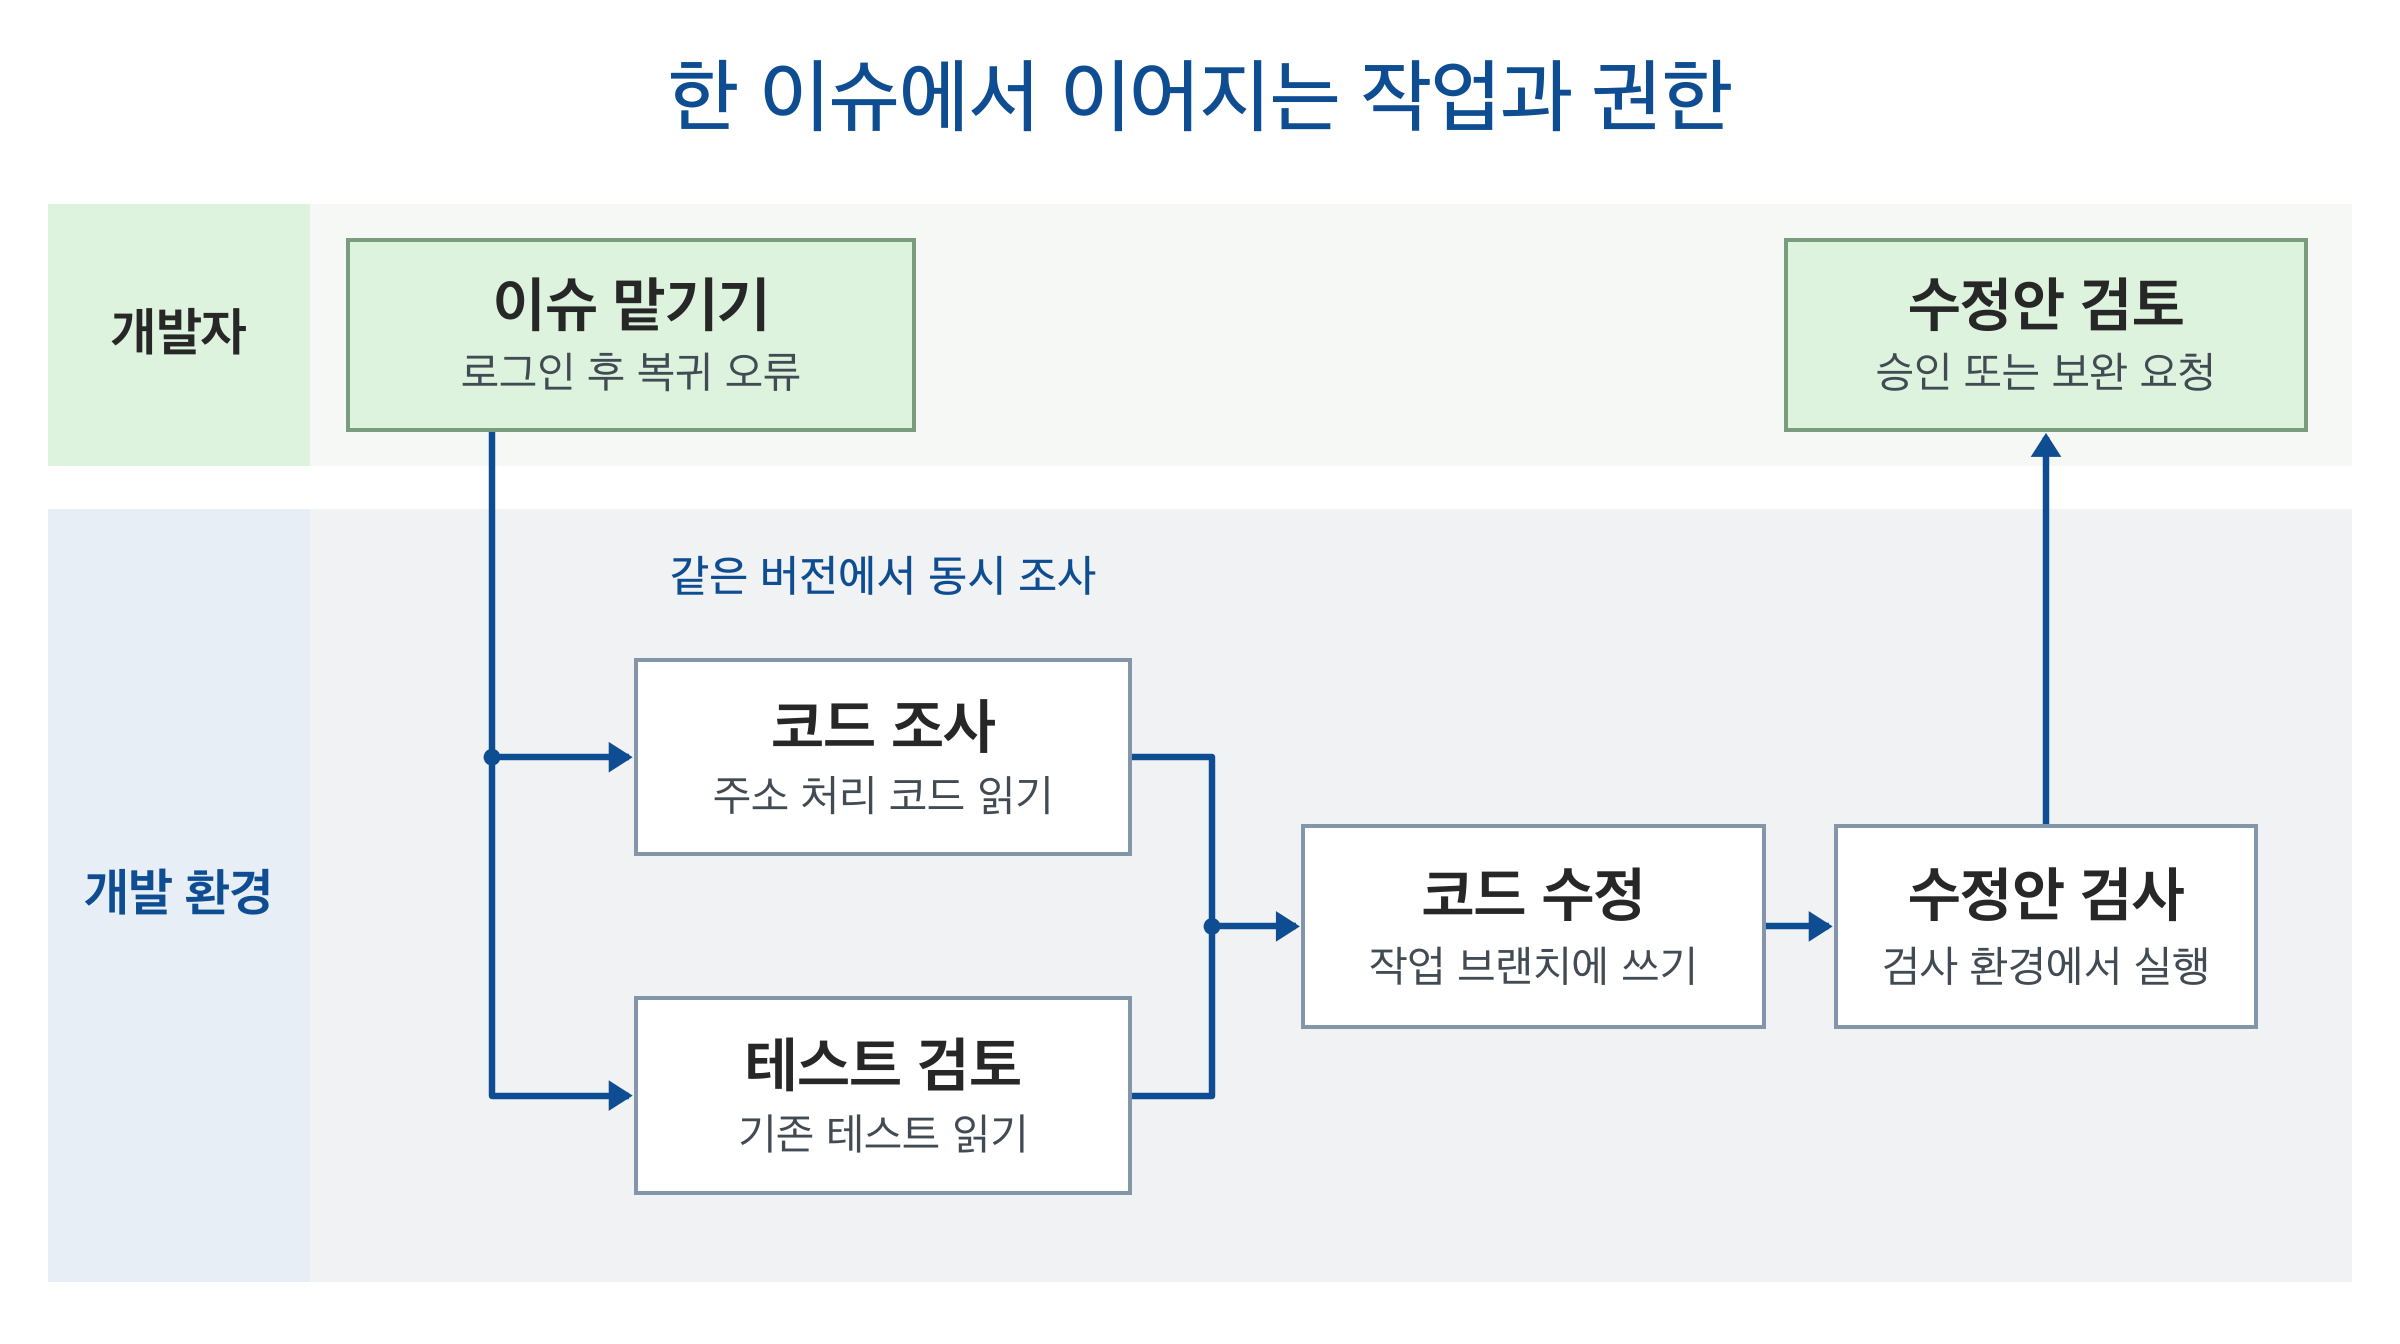 한 이슈에서 이어지는 작업과 권한
개발자
이슈 맡기기
로그인 후 복귀 오류
수정안 검토
승인 또는 보완 요청
개발 환경
같은 버전에서 동시 조사
코드 조사
주소 처리 코드 읽기
테스트 검토
기존 테스트 읽기
코드 수정
작업 브랜치에 쓰기
수정안 검사
검사 환경에서 실행